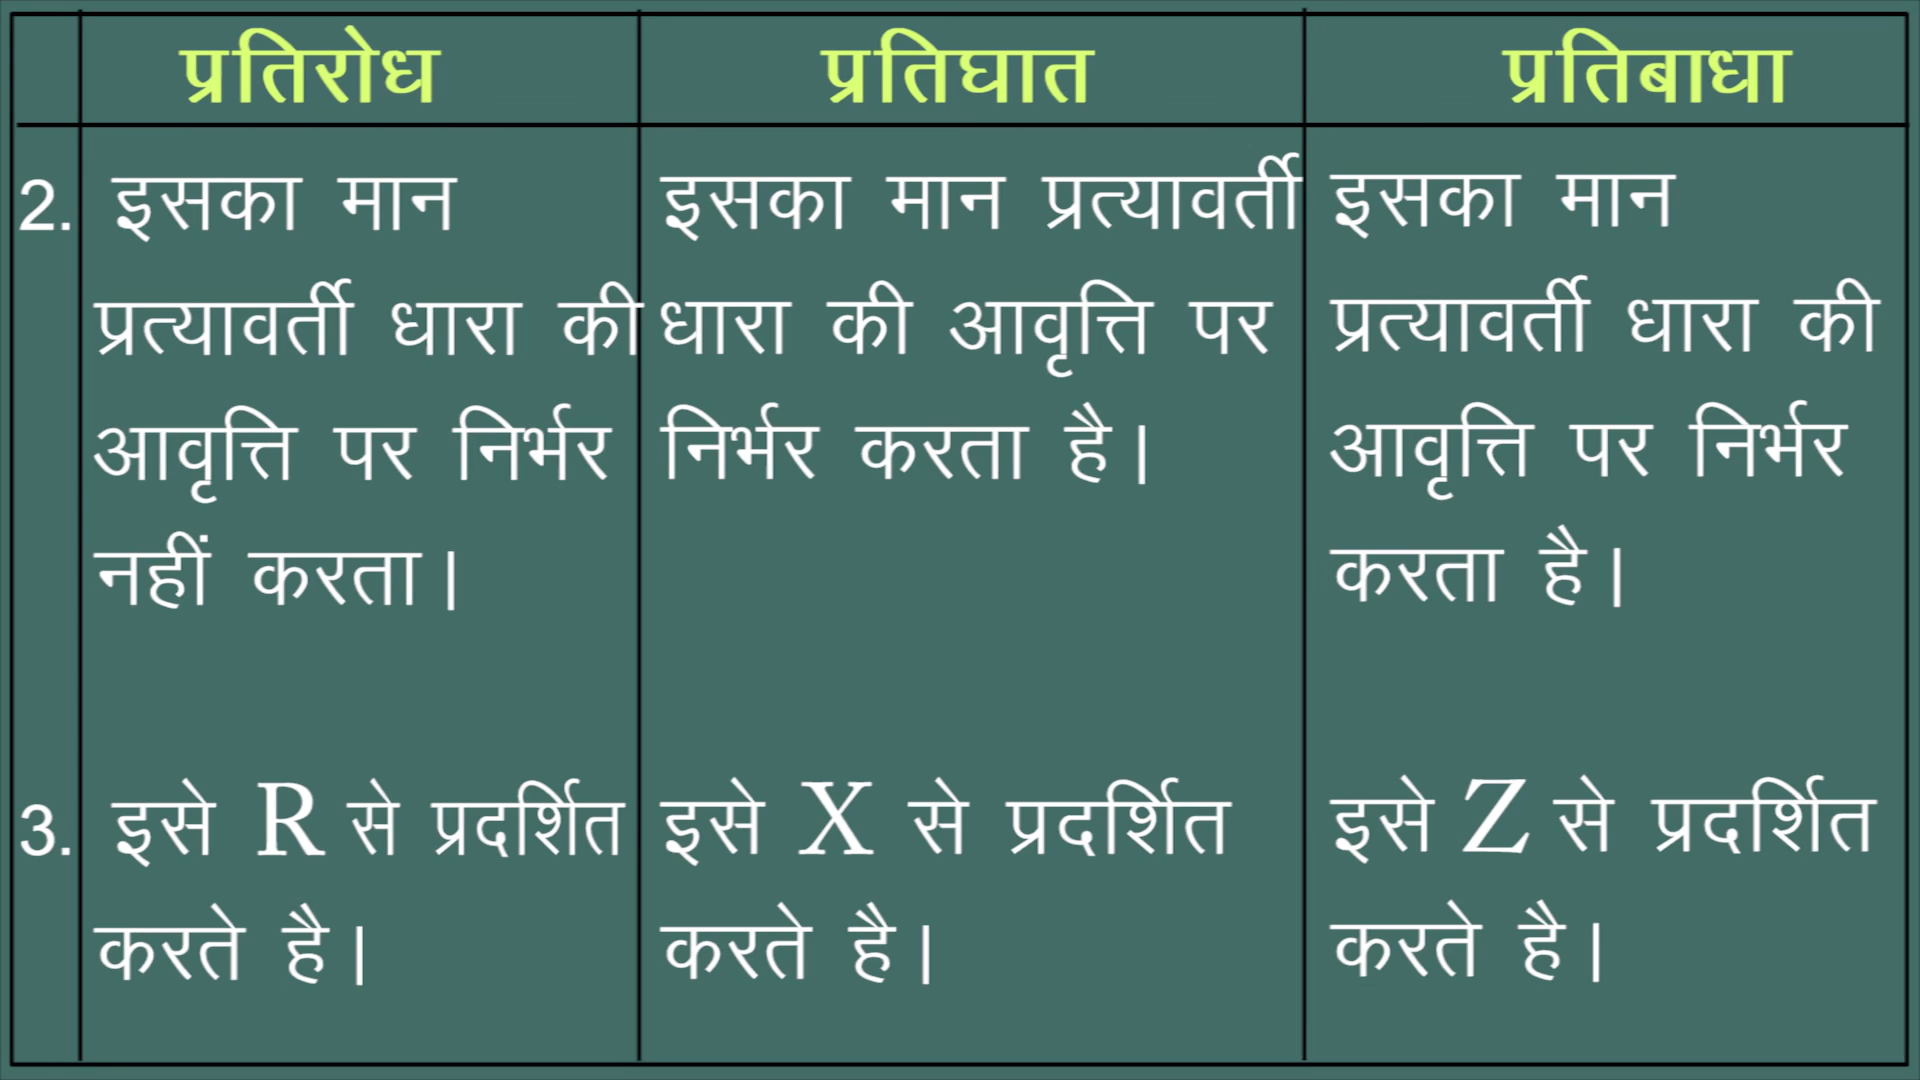 प्रतिरोध प्रतिघात प्रतिबाधा
2. इसका मान
प्रत्यावर्ती धारा की
आवृत्ति पर निर्भर
नहीं करता।
इसका मान प्रत्यावर्ती
धारा की आवृत्ति पर
निर्भर करता है।
इसका मान
प्रत्यावर्ती धारा की
आवृत्ति पर निर्भर
करता है।
3. इसे R से प्रदर्शित
करते है।
इसे X से प्रदर्शित
करते है।
इसे Z से प्रदर्शित
करते है।